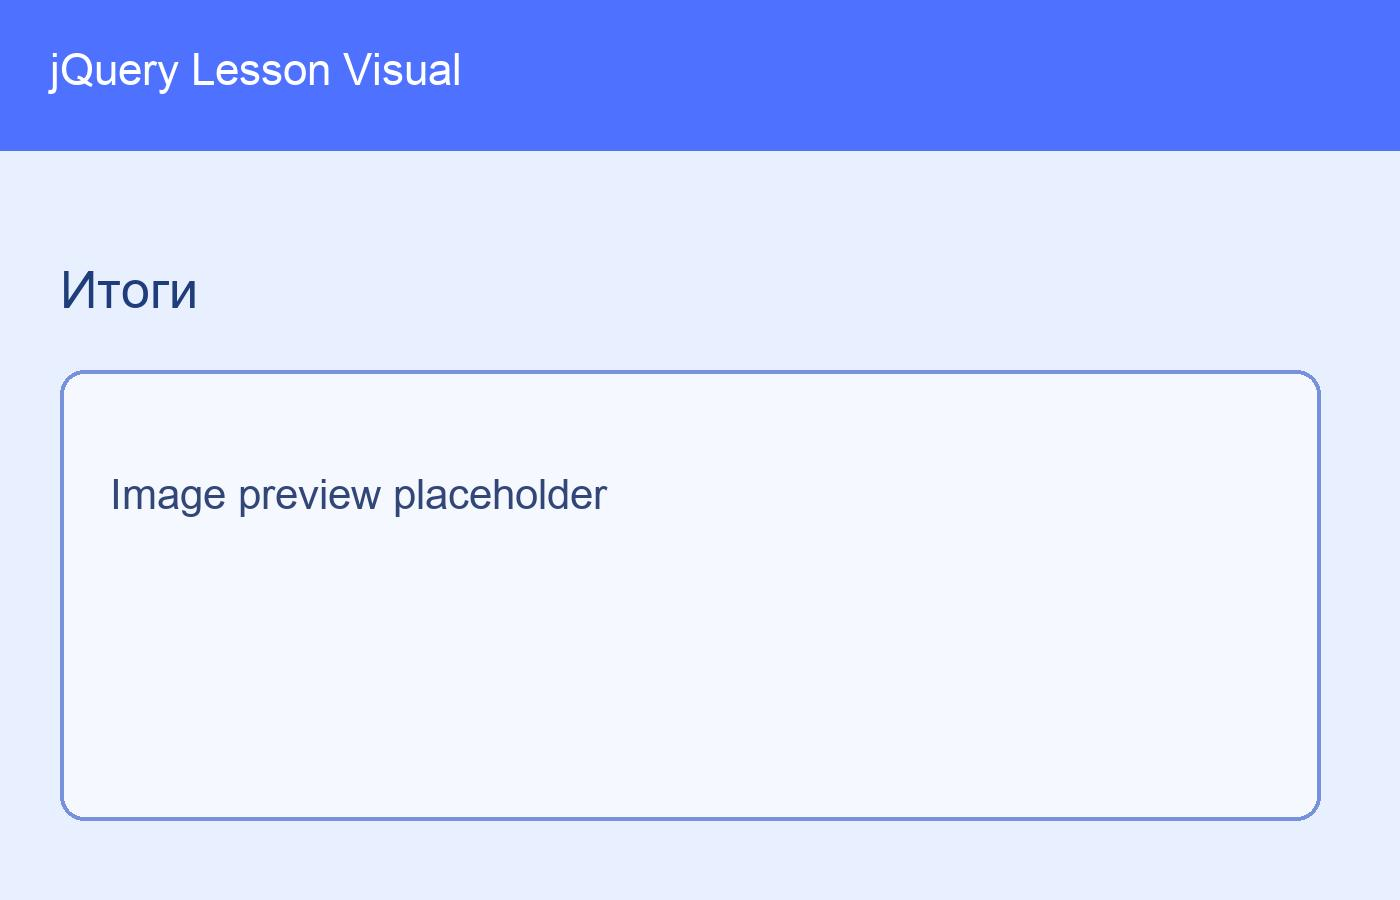 jQuery Lesson Visual
Итоги
Image preview placeholder